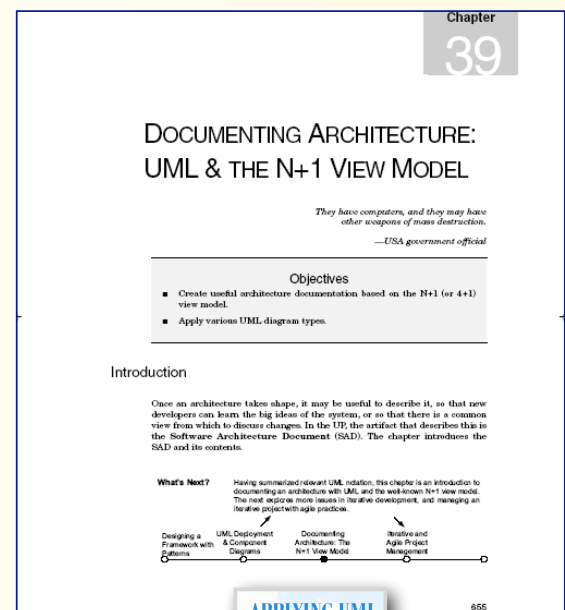 Chapter
39
DOCUMENTING ARCHITECTURE:
UML & THE N+1 VIEW MODEL
They have computers, and they may have
other weapons of mass destruction.
—USA government official
Objectives
■ Create useful architecture documentation based on the N+1 (or 4+1)
view model.
■ Apply various UML diagram types.
Introduction
Once an architecture takes shape, it may be useful to describe it, so that new
developers can learn the big ideas of the system, or so that there is a common
view from which to discuss changes. In the UP, the artifact that describes this is
the Software Architecture Document (SAD). The chapter introduces the
SAD and its contents.
What's Next? Having summarized relevant UML notation, this chapter is an introduction to
documenting an architecture with UML and the well-known N+1 view model.
The next explores more issues in iterative development, and managing an
iterative project with agile practices.
Designing a
Framework with
Patterns
UML Deployment
& Component
Diagrams
Documenting
Architecture: The
N+1 View Model
Iterative and
Agile Project
Management
APPLYING UML
655